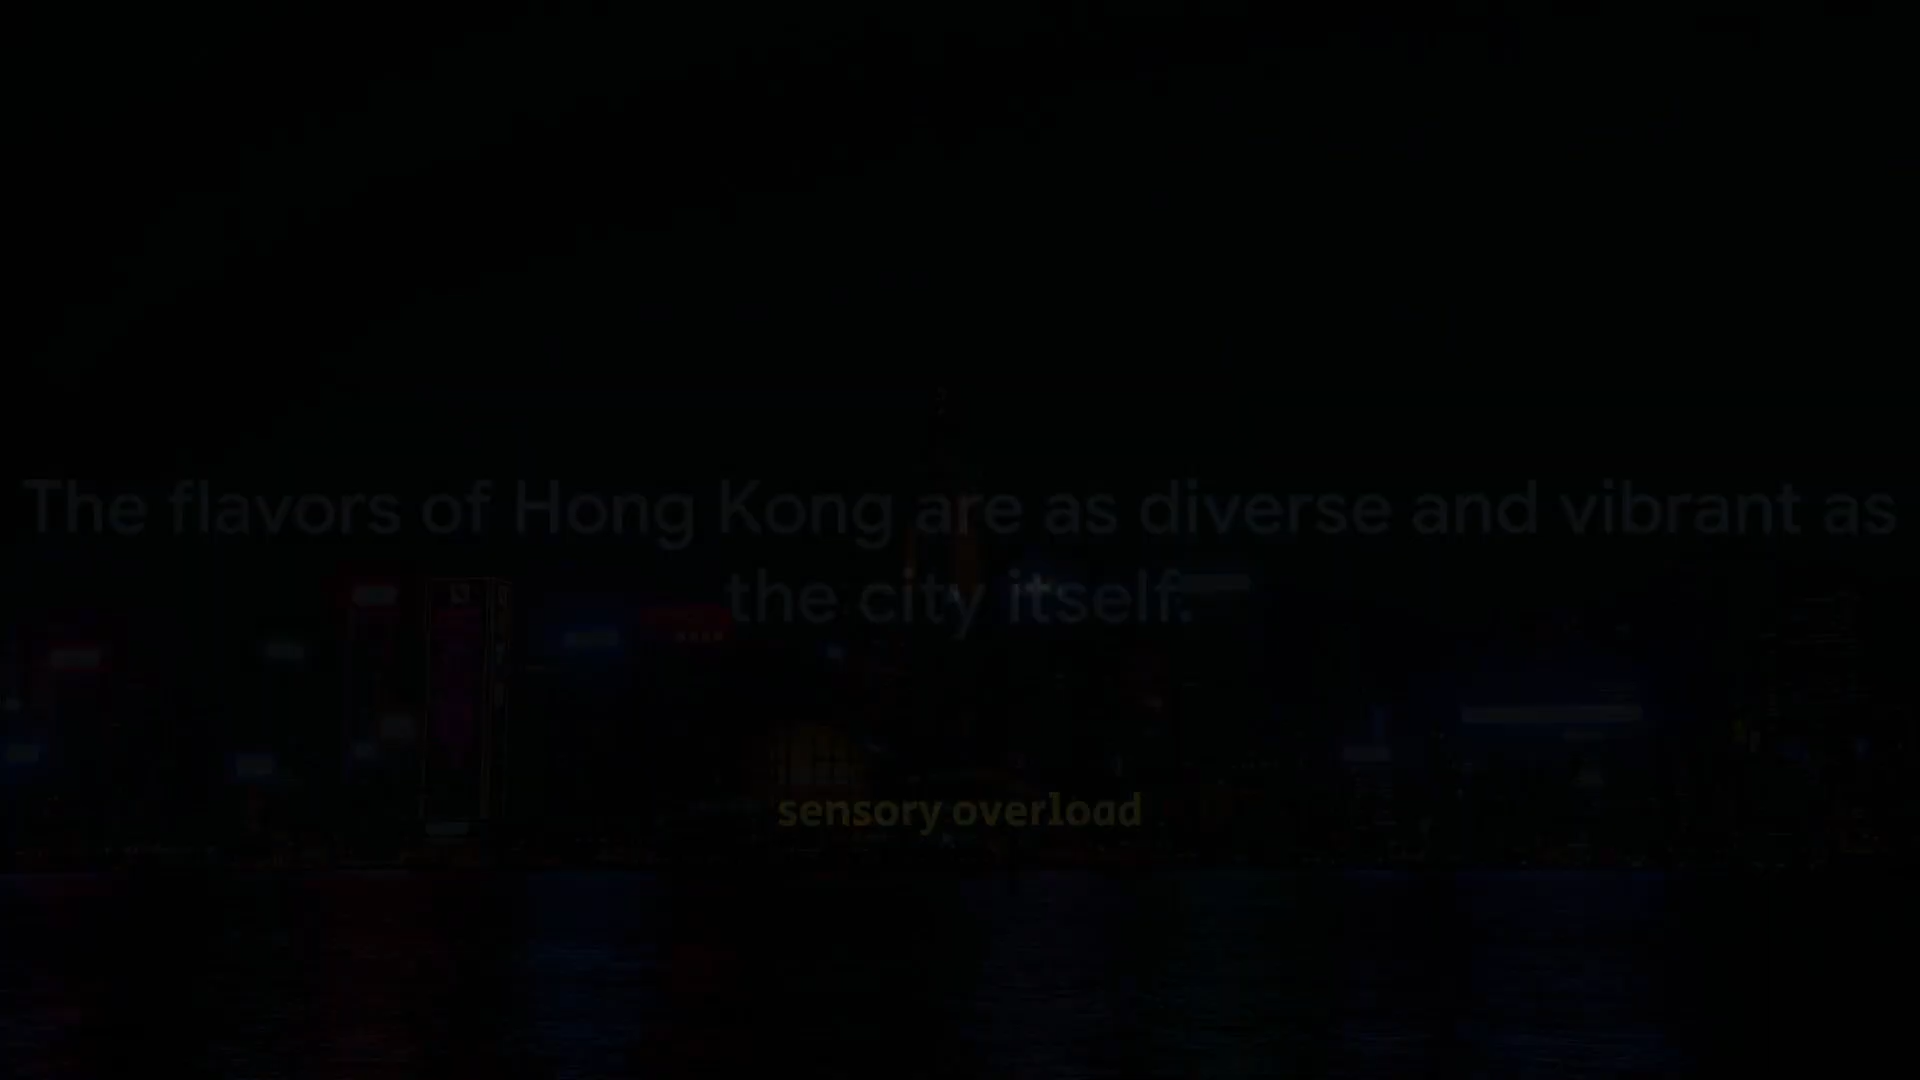 The flavors of Hong Kong are as diverse and vibrant as
the city itself.
sensory overload